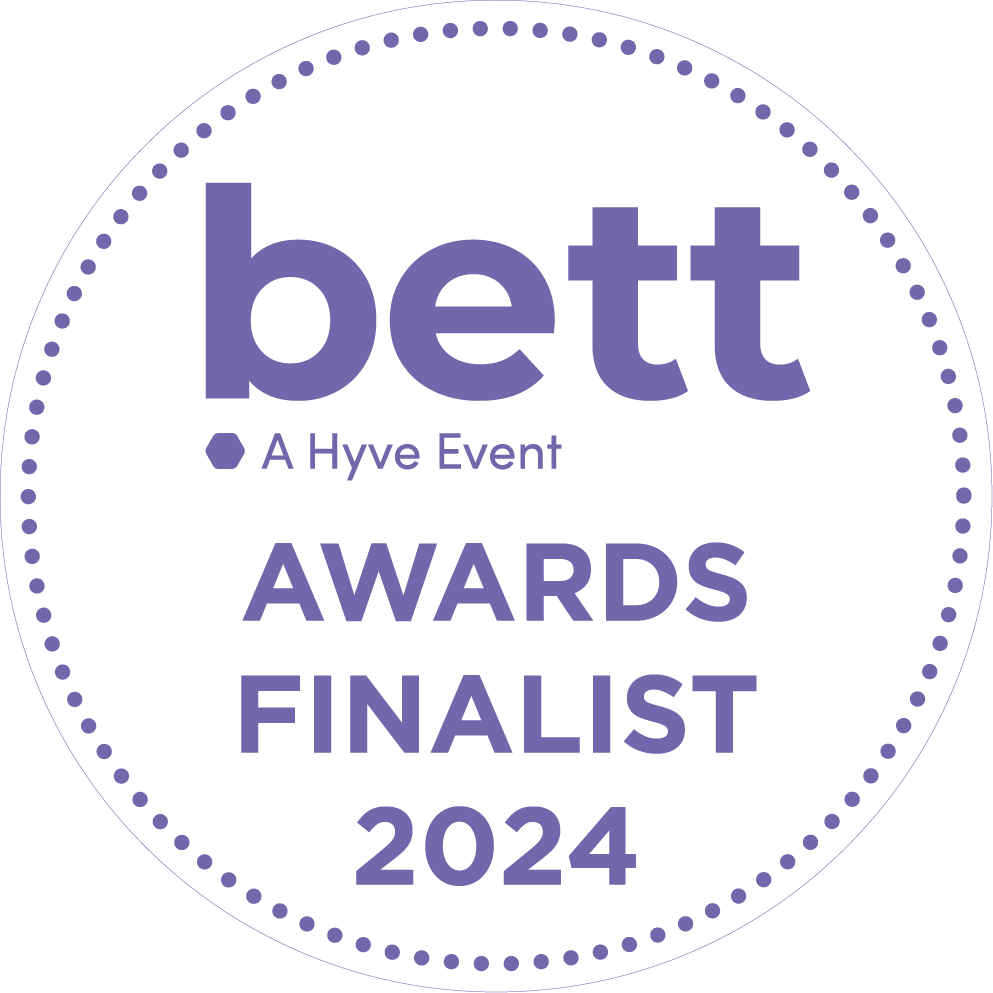 bett
A Hyve Event
AWARDS
FINALIST
2024